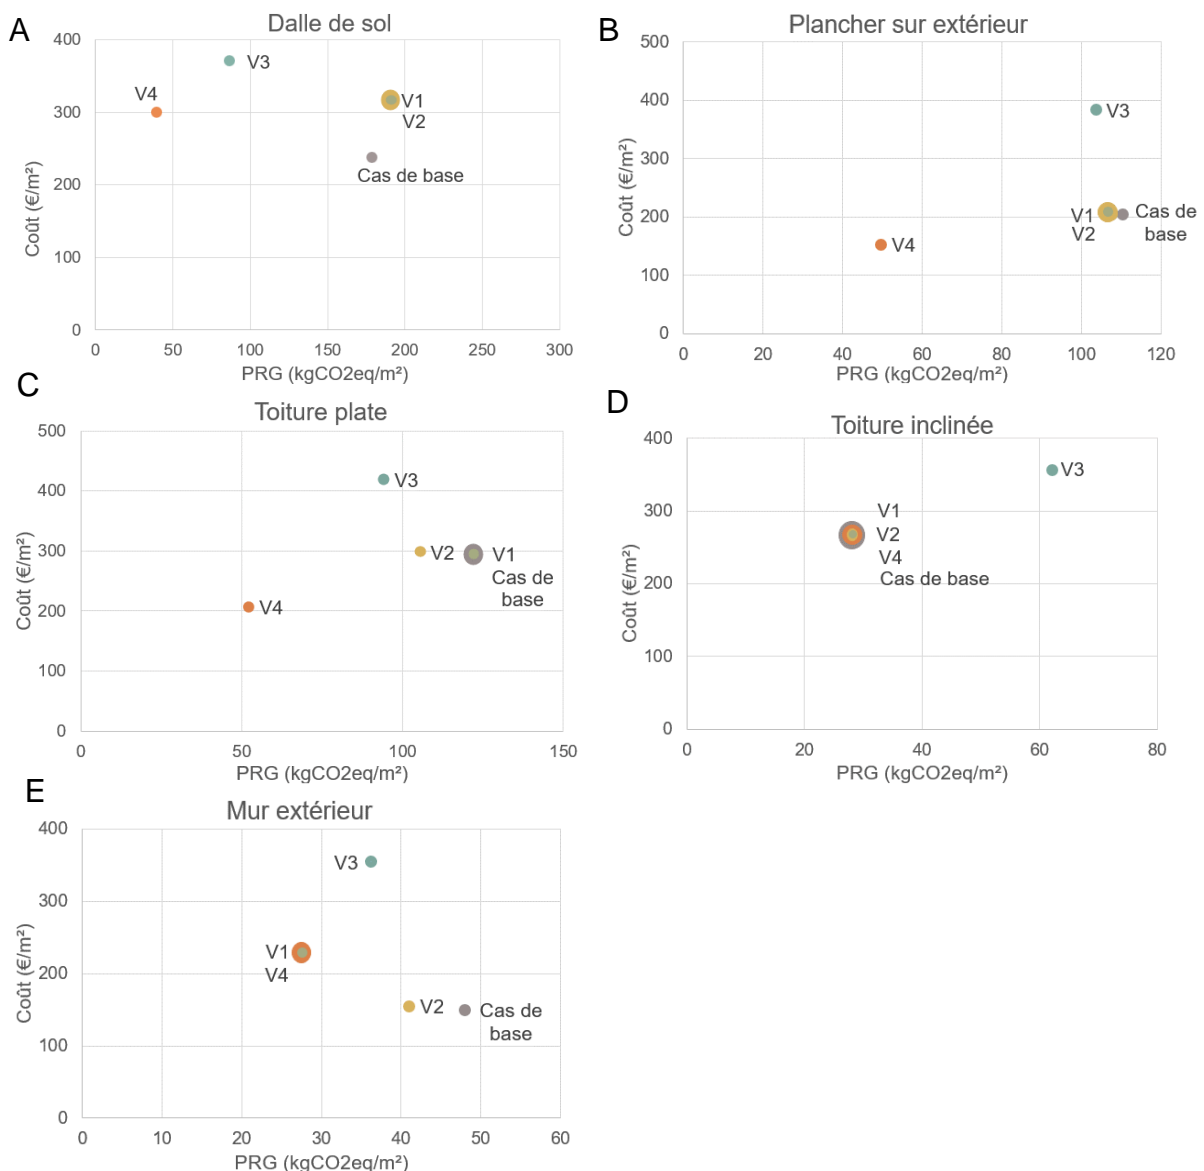 A
Dalle de sol
400
300
200
100
0
Coût (€/m²)
V3
V4
V1
V2
Cas de base
0 50 100 150 200 250 300
PRG (kgCO2eq/m²)
B
Plancher sur extérieur
500
400
300
200
100
0
Coût (€/m²)
V3
V1
V2
Cas de
base
V4
0 20 40 60 80 100 120
PRG (kgCO2eq/m²)
C
Toiture plate
500
400
300
200
100
0
Coût (€/m²)
V3
V2
V1
Cas de
base
V4
0 50 100 150
PRG (kgCO2eq/m²)
D
Toiture inclinée
400
300
200
100
0
Coût (€/m²)
V3
V1
V2
V4
Cas de base
0 20 40 60 80
PRG (kgCO2eq/m²)
E
Mur extérieur
400
300
200
100
0
Coût (€/m²)
V3
V1
V4
V2
Cas de
base
0 10 20 30 40 50 60
PRG (kgCO2eq/m²)